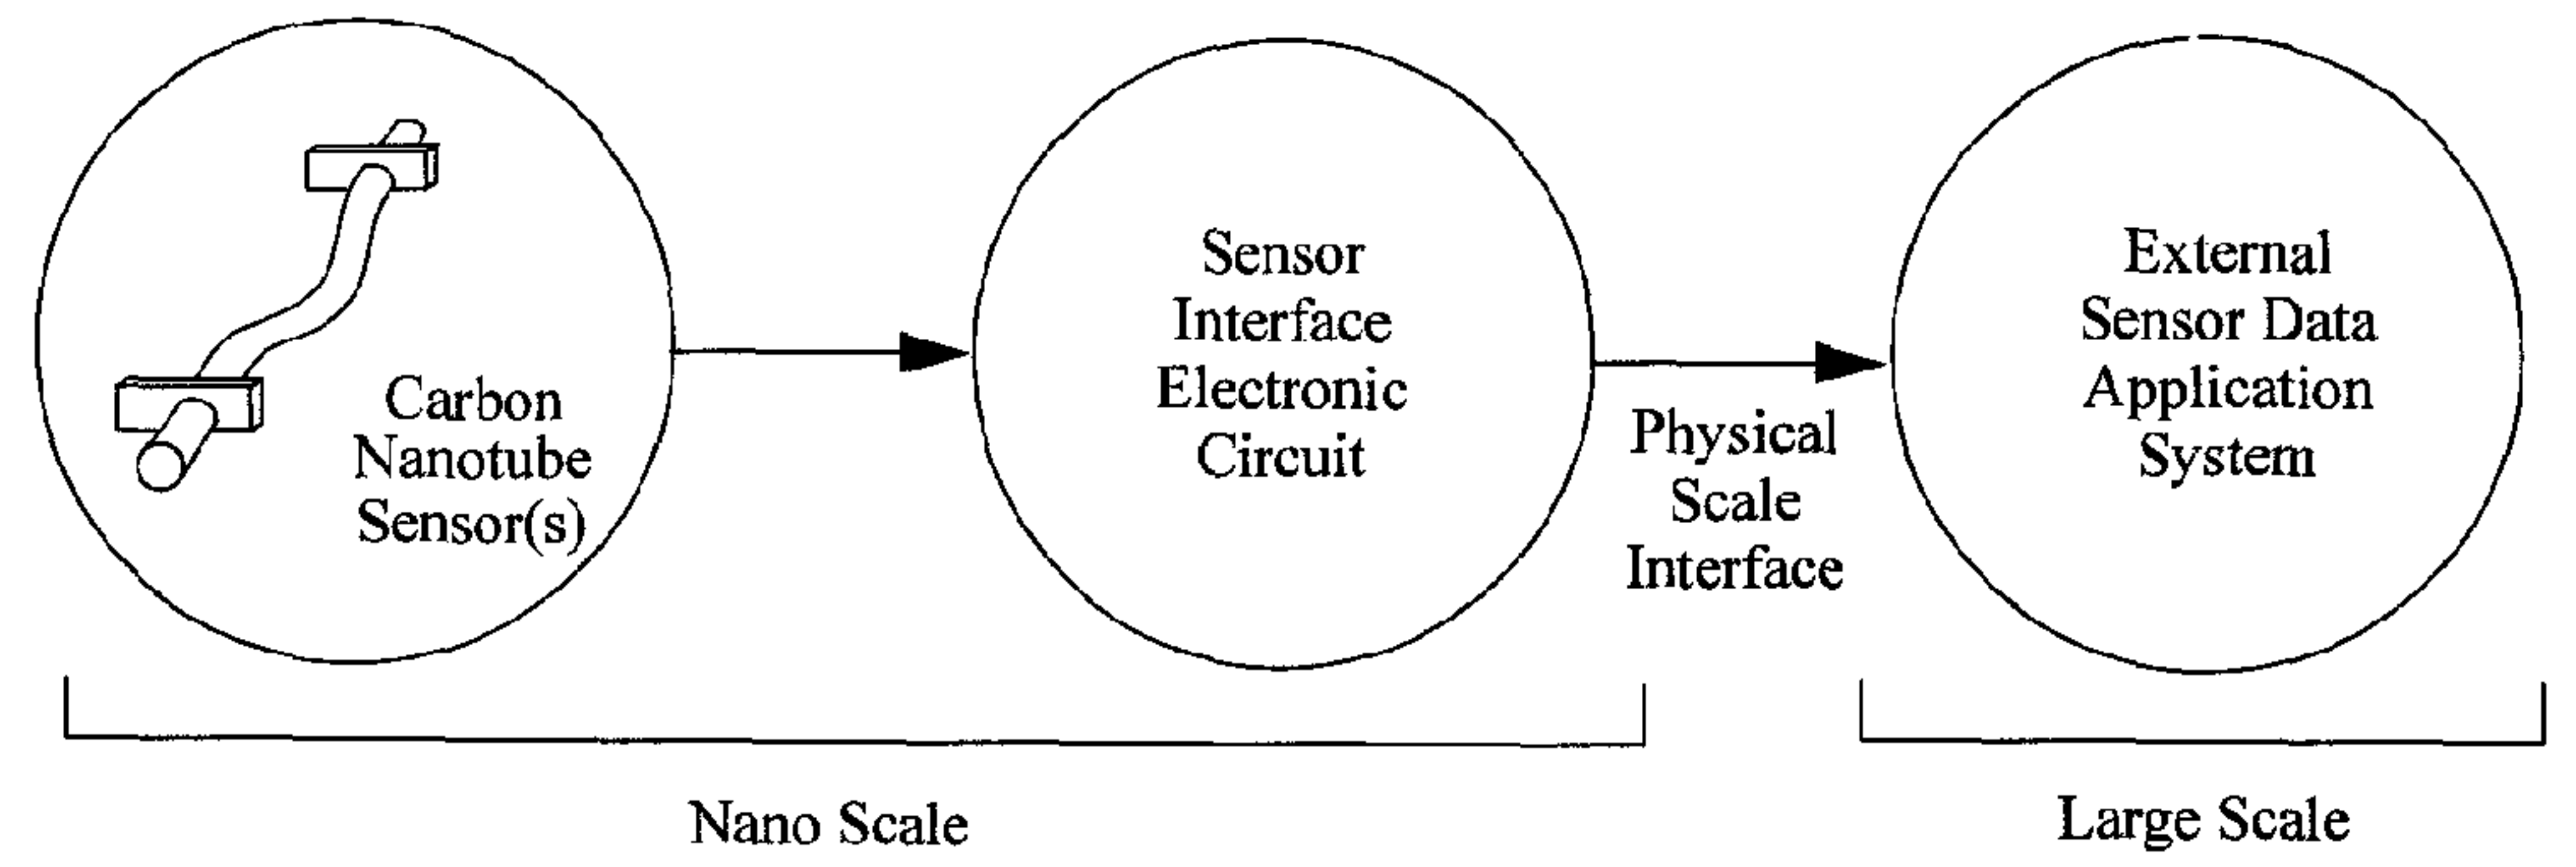 Carbon
Nanotube
Sensor(s)
Sensor
Interface
Electronic
Circuit
Physical
Scale
Interface
External
Sensor Data
Application
System
Nano Scale
Large Scale